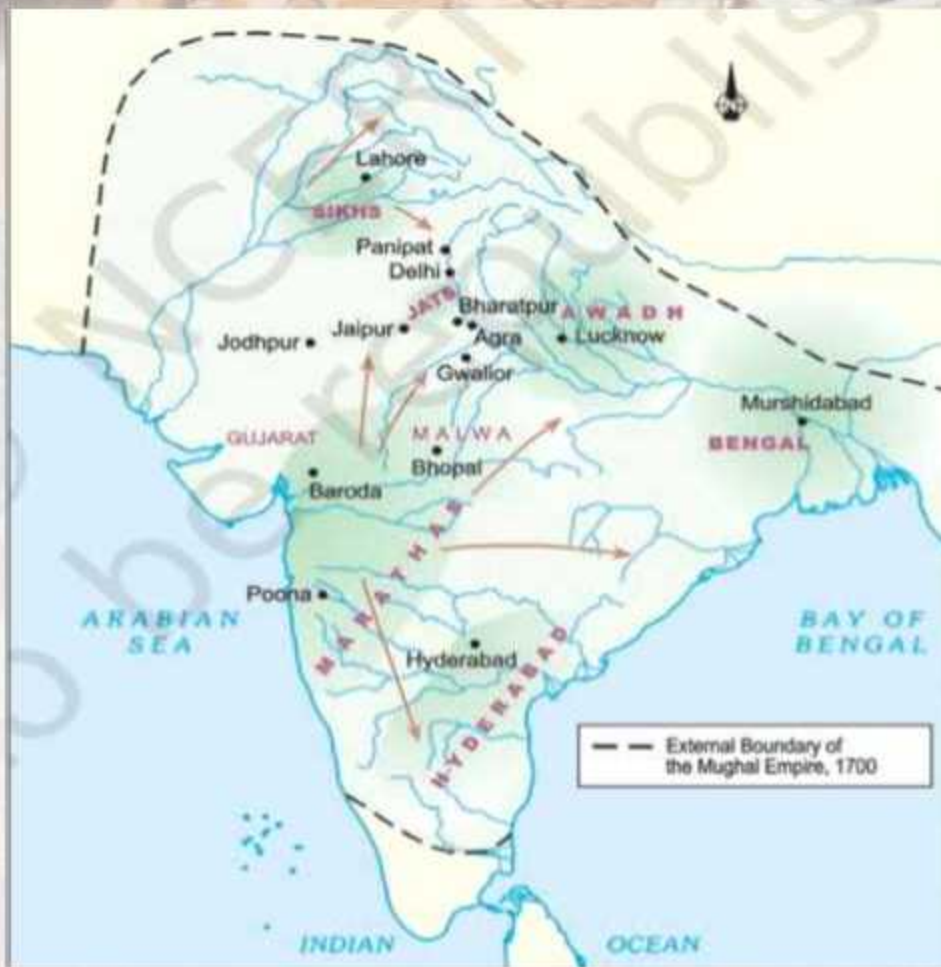 N
Lahore
SIKHS
Panipat
Delhi
JATS
Bharatpur
AWADH
Jodhpur
Jaipur
Agra
Lucknow
Gwalior
Murshidabad
GUJARAT
MALWA
BENGAL
Bhopal
Baroda
MARATHAS
Poona
ARABIAN
SEA
BAY OF
BENGAL
Hyderabad
HYDERABAD
External Boundary of
the Mughal Empire, 1700
INDIAN
OCEAN